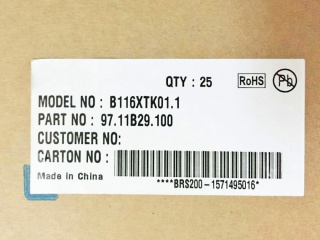 QTY : 25 RoHS Pb
MODEL NO : B116XTK01.1
PART NO : 97.11B29.100
CUSTOMER NO:
CARTON NO :
****BRS200-1571495016*
Made in China